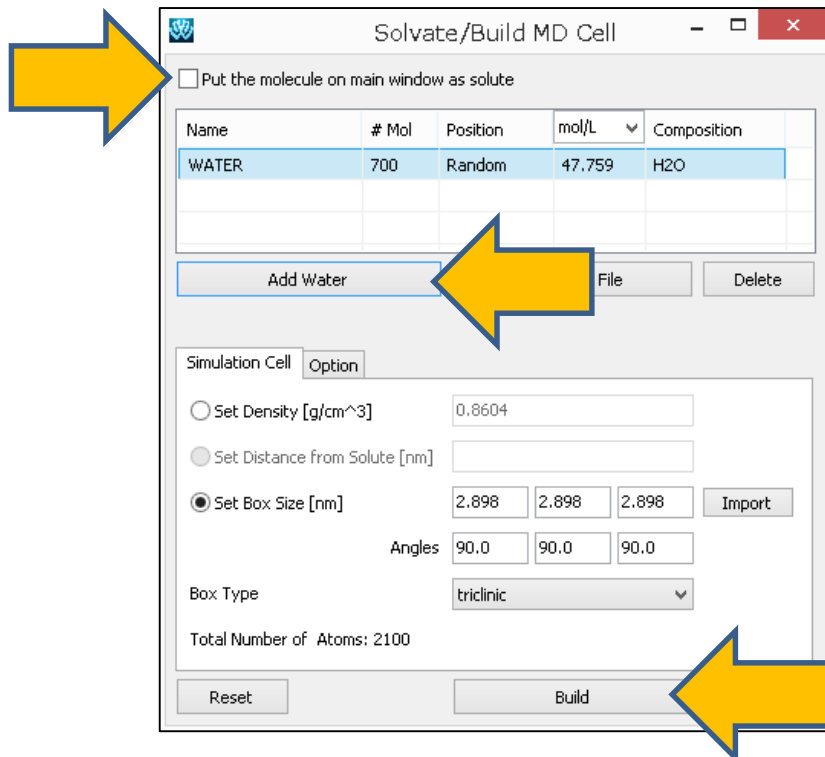 Solvate/Build MD Cell
Put the molecule on main window as solute
Name # Mol Position mol/L Composition
WATER 700 Random 47.759 H2O
Add Water File Delete
Simulation Cell Option
Set Density [g/cm^3] 0.8604
Set Distance from Solute [nm]
Set Box Size [nm] 2.898 2.898 2.898 Import
Angles 90.0 90.0 90.0
Box Type triclinic
Total Number of Atoms: 2100
Reset Build